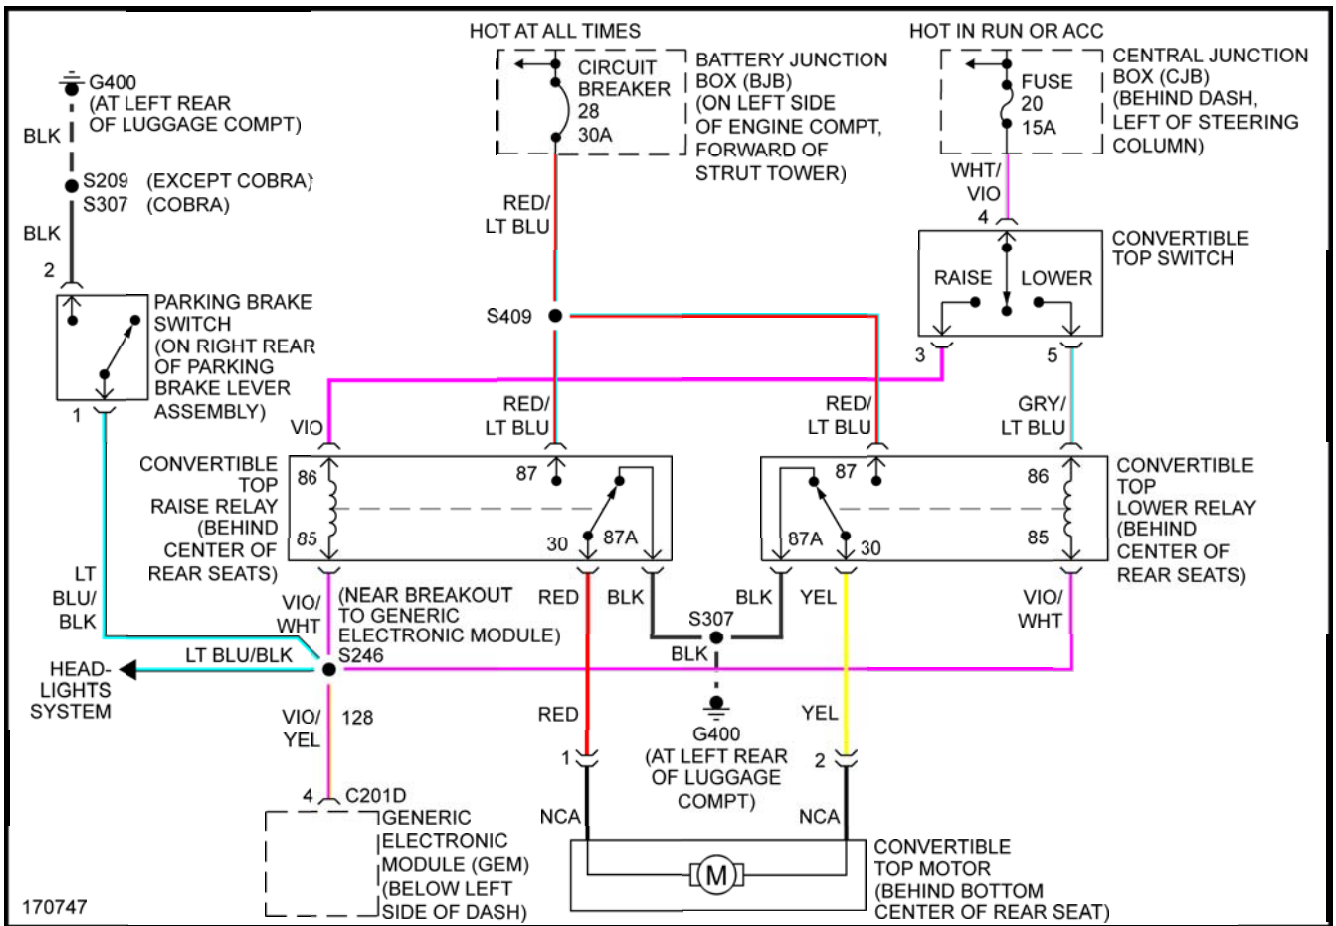 HOT AT ALL TIMES
HOT IN RUN OR ACC
G400
(AT LEFT REAR
OF LUGGAGE COMPT)
BLK
S209 (EXCEPT COBRA)
S307 (COBRA)
BLK
2
PARKING BRAKE
SWITCH
(ON RIGHT REAR
OF PARKING
BRAKE LEVER
ASSEMBLY)
1
CIRCUIT
BREAKER
28
30A
BATTERY JUNCTION
BOX (BJB)
(ON LEFT SIDE
OF ENGINE COMPT,
FORWARD OF
STRUT TOWER)
FUSE
20
15A
CENTRAL JUNCTION
BOX (CJB)
(BEHIND DASH,
LEFT OF STEERING
COLUMN)
RED/
LT BLU
WHT/
VIO
4
CONVERTIBLE
TOP SWITCH
RAISE
LOWER
3
5
S409
VIO
RED/
LT BLU
RED/
LT BLU
GRY/
LT BLU
CONVERTIBLE
TOP
RAISE RELAY
(BEHIND
CENTER OF
REAR SEATS)
86
87
85
30
87A
87
86
87A
30
85
CONVERTIBLE
TOP
LOWER RELAY
(BEHIND
CENTER OF
REAR SEATS)
LT
BLU/
BLK
VIO/
WHT
(NEAR BREAKOUT
TO GENERIC
ELECTRONIC MODULE)
RED
BLK
S307
BLK
YEL
VIO/
WHT
LT BLU/BLK
S246
BLK
HEAD-
LIGHTS
SYSTEM
VIO/
YEL
128
RED
G400
(AT LEFT REAR
OF LUGGAGE
COMPT)
YEL
1
2
4
C201D
GENERIC
ELECTRONIC
MODULE (GEM)
(BELOW LEFT
SIDE OF DASH)
NCA
NCA
M
CONVERTIBLE
TOP MOTOR
(BEHIND BOTTOM
CENTER OF REAR SEAT)
170747